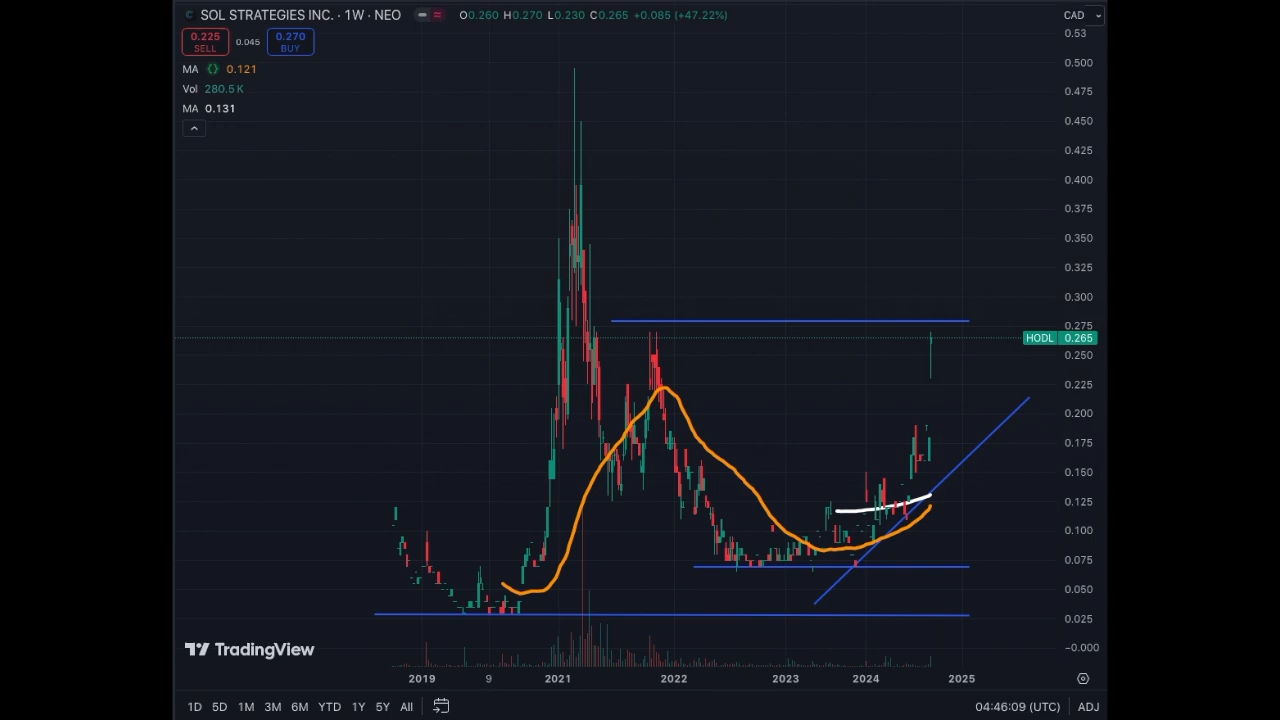 SOL STRATEGIES INC. · 1W · NEO O0.260 H0.270 L0.230 C0.265 +0.085 (+47.22%) CAD
0.225 SELL 0.045 0.270 BUY
MA 0.121
Vol 280.5K
MA 0.131
0.53
0.500
0.475
0.450
0.425
0.400
0.375
0.350
0.325
0.300
0.275
HODL 0.265
0.250
0.225
0.200
0.175
0.150
0.125
0.100
0.075
0.050
0.025
−0.000
TradingView
2019 9 2021 2022 2023 2024 2025
1D 5D 1M 3M 6M YTD 1Y 5Y All 04:46:09 (UTC) ADJ